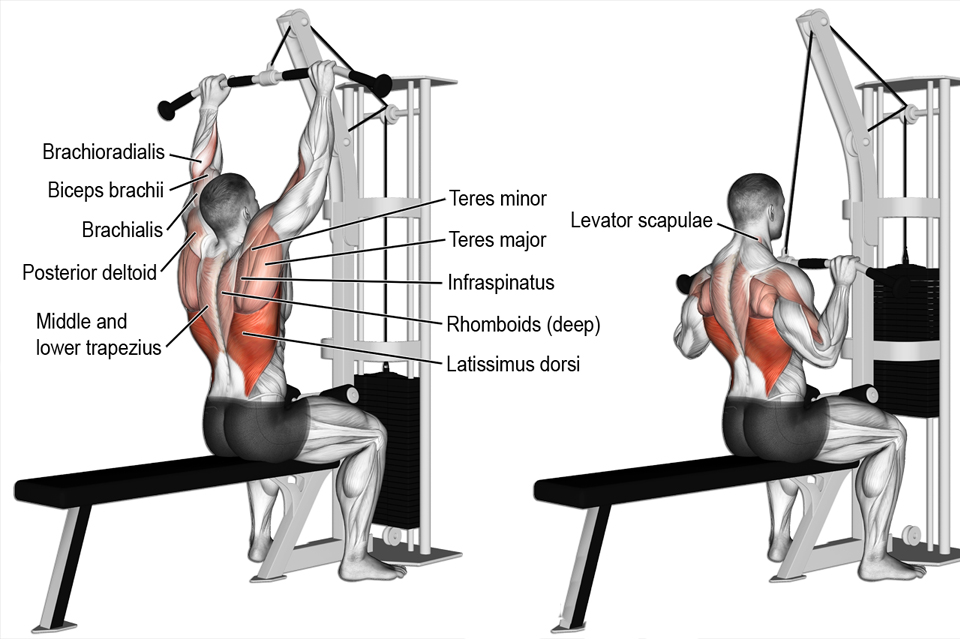 Brachioradialis
Biceps brachii
Brachialis
Posterior deltoid
Middle and
lower trapezius
Teres minor
Teres major
Infraspinatus
Rhomboids (deep)
Latissimus dorsi
Levator scapulae